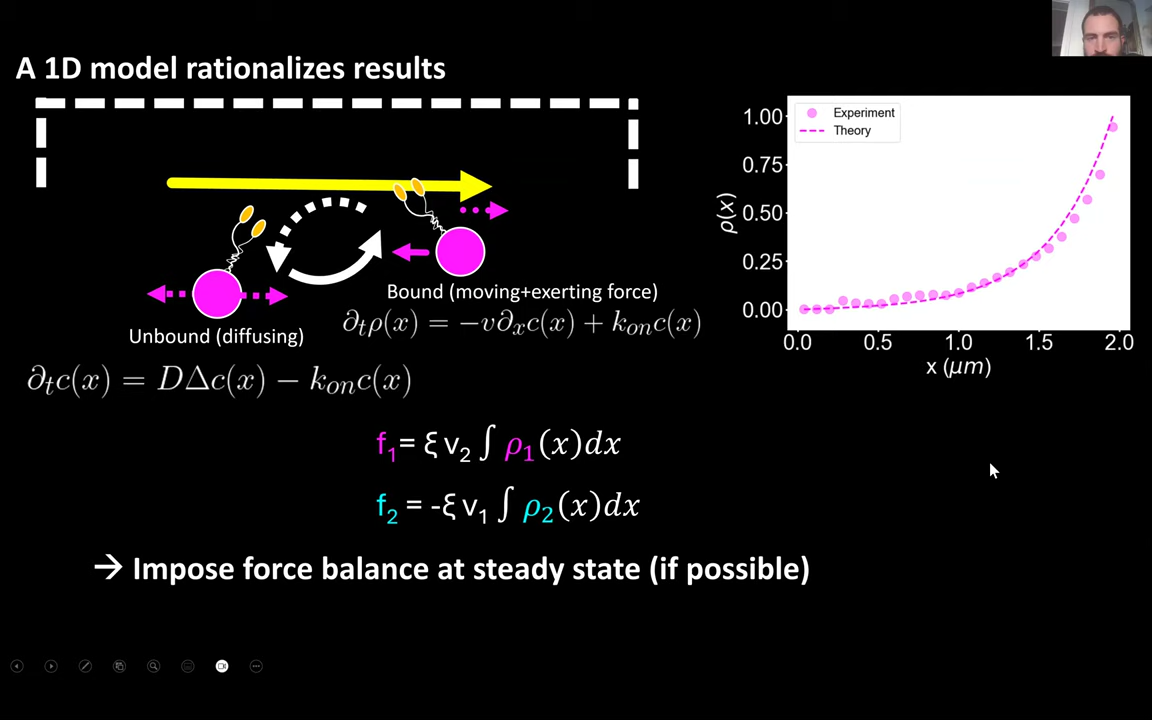 A 1D model rationalizes results
Unbound (diffusing)
Bound (moving+exerting force)
∂ₜρ(x) = −v∂ₓc(x) + kₒₙc(x)
∂ₜc(x) = DΔc(x) − kₒₙc(x)
f₁= ξ v₂ ∫ ρ₁(x)dx
f₂ = -ξ v₁ ∫ ρ₂(x)dx
→ Impose force balance at steady state (if possible)
Experiment
Theory
ρ(x)
1.00
0.75
0.50
0.25
0.00
0.0 0.5 1.0 1.5 2.0
x (μm)